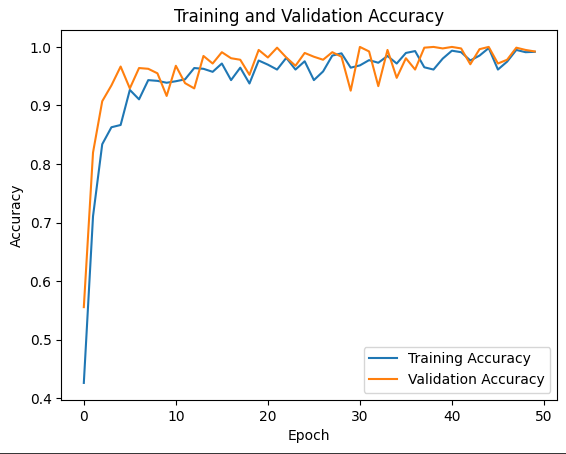 Training and Validation Accuracy
Accuracy
1.0
0.9
0.8
0.7
0.6
0.5
0.4
Training Accuracy
Validation Accuracy
0 10 20 30 40 50
Epoch